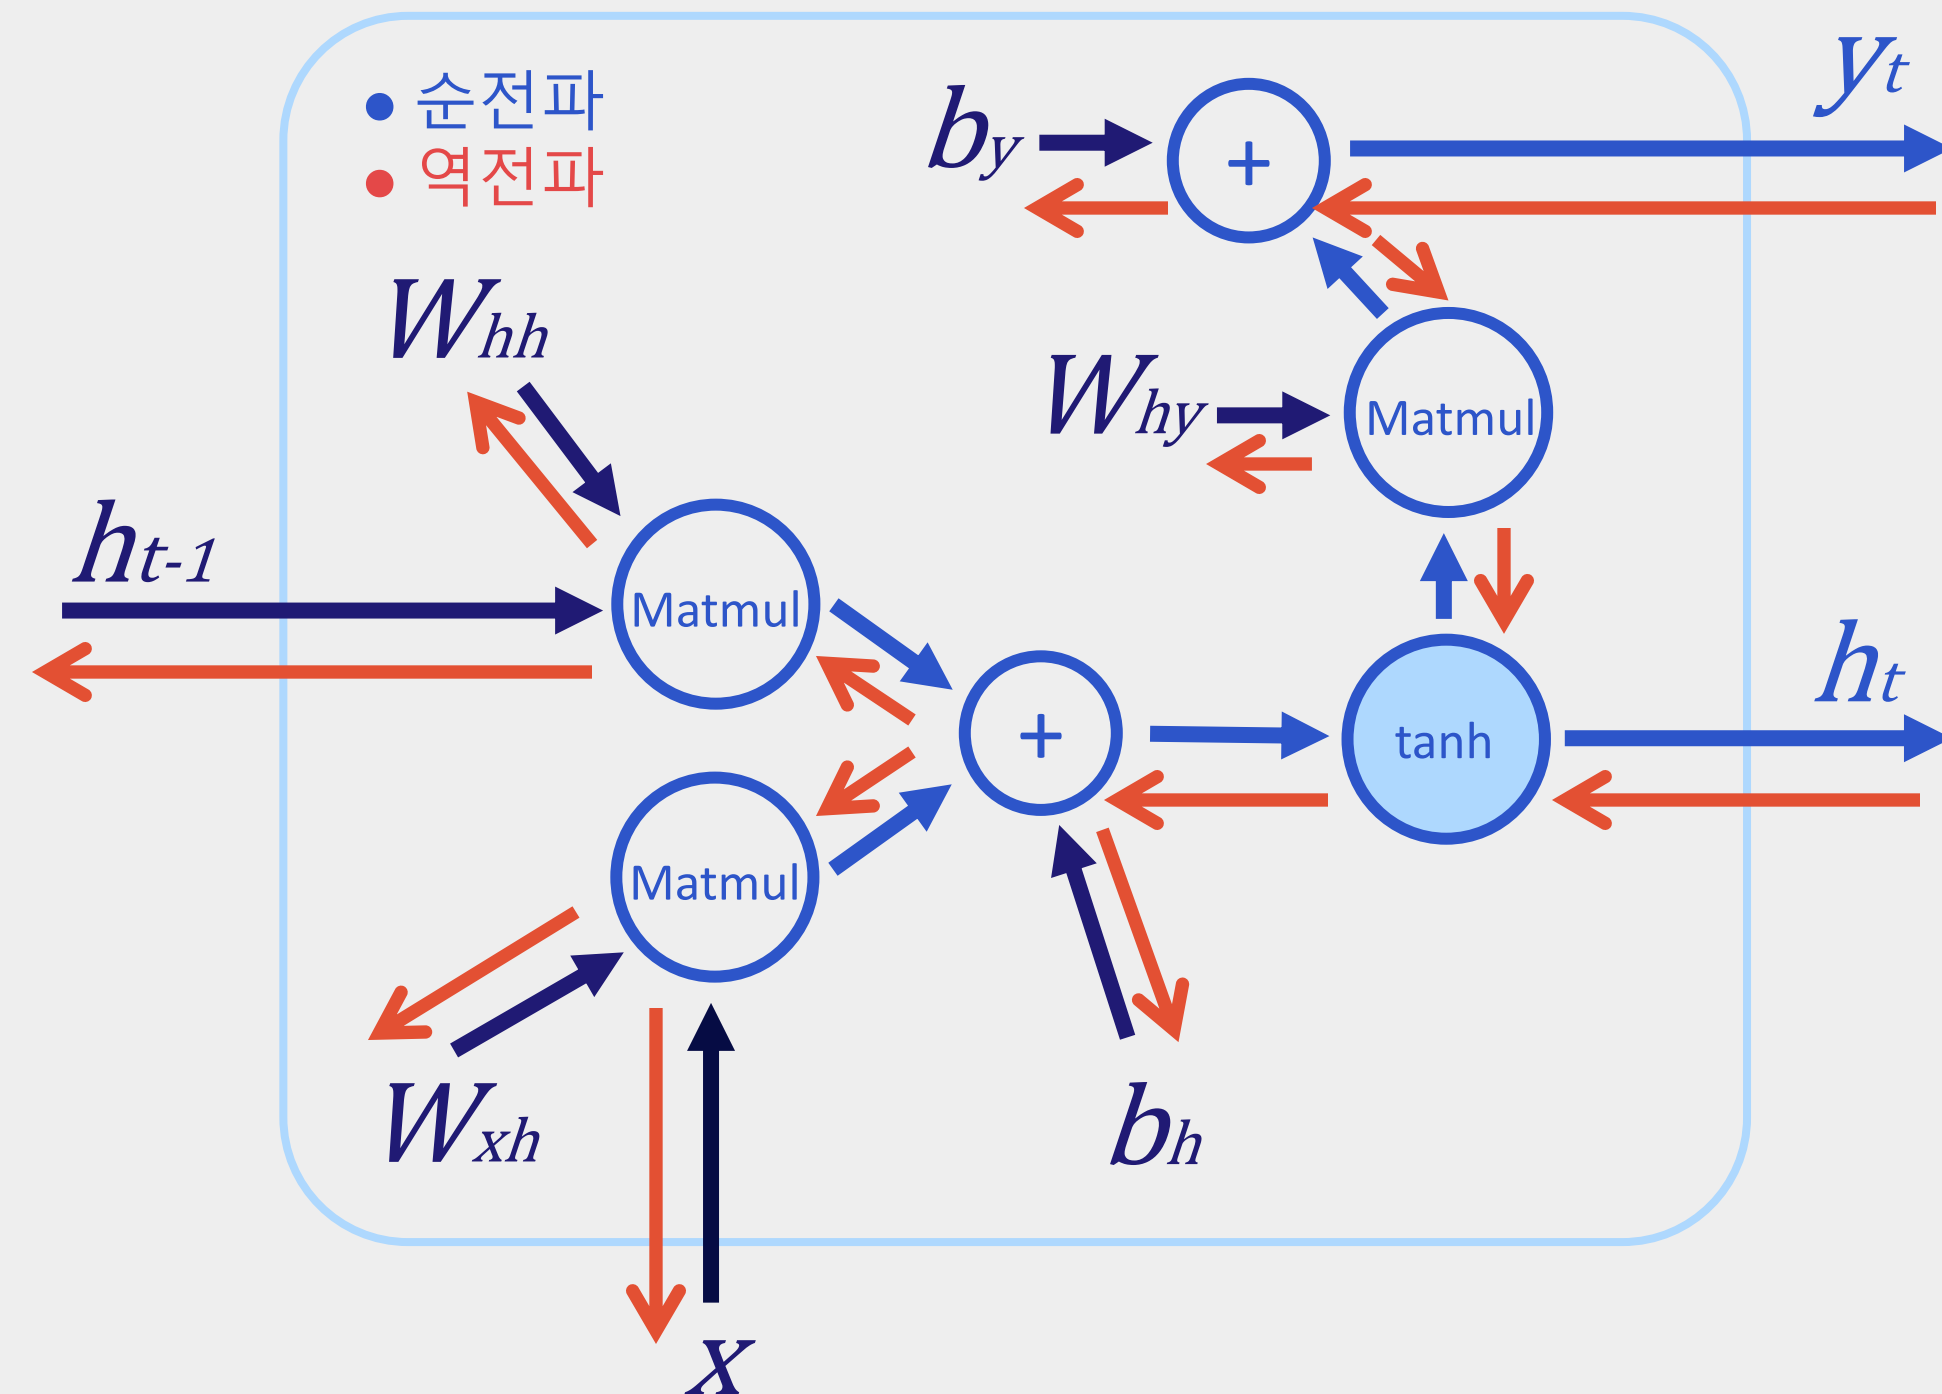 순전파
역전파
by
+
yt
Whh
Why
Matmul
ht-1
Matmul
+
tanh
ht
Matmul
Wxh
bh
x